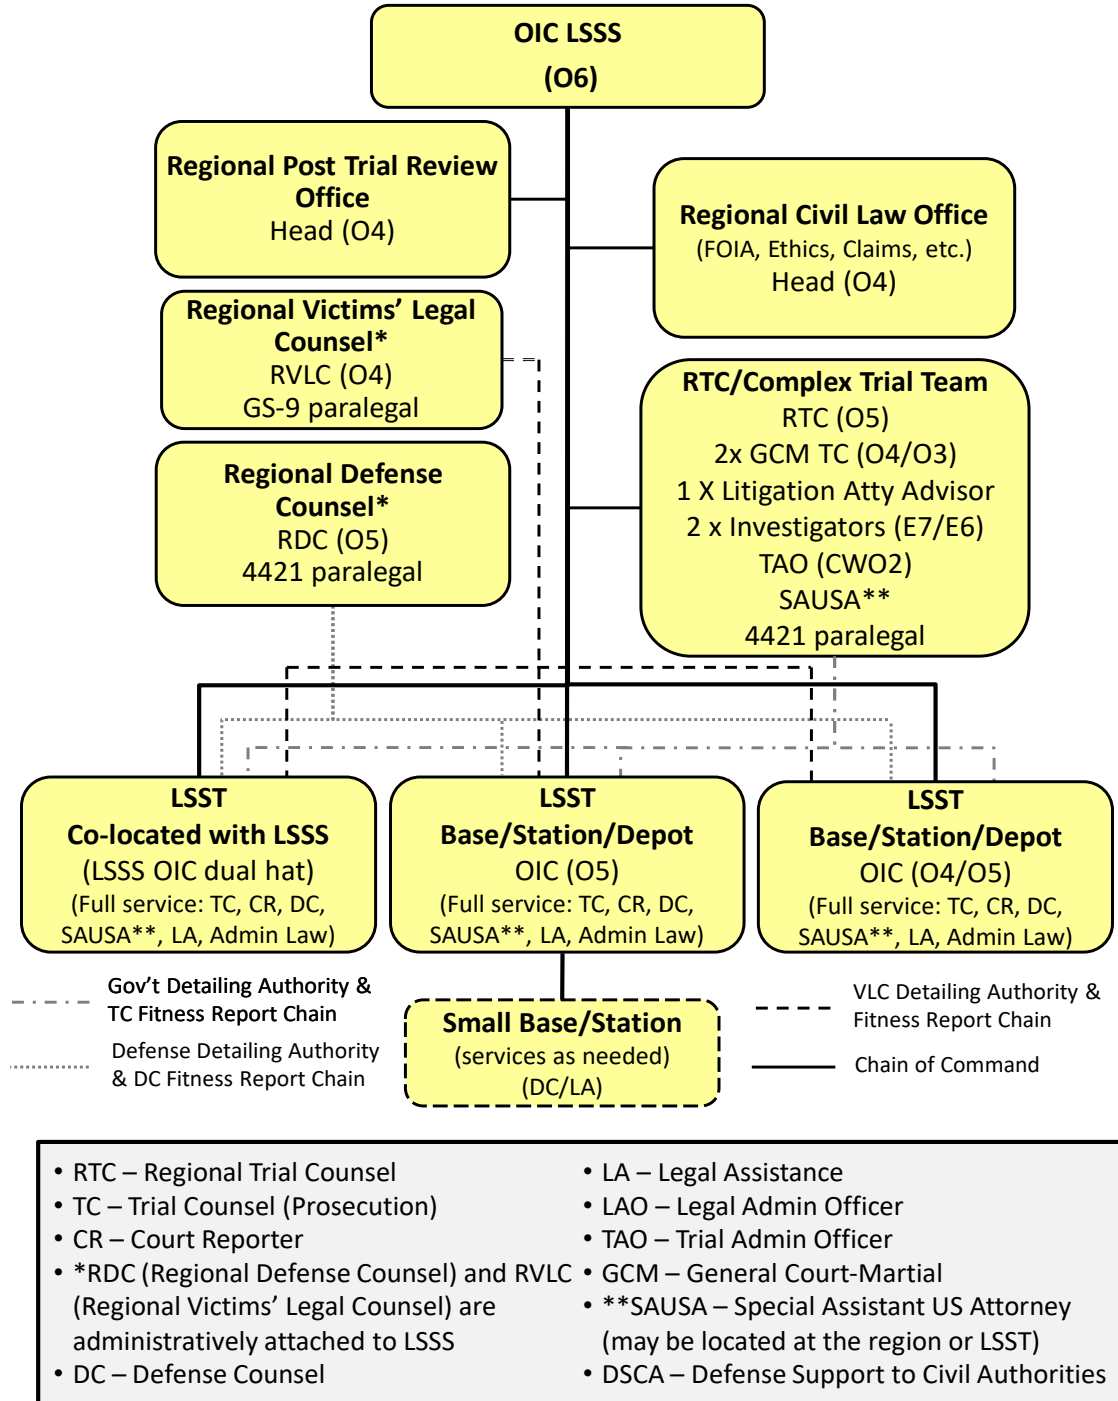 OIC LSSS
(O6)
Regional Post Trial Review
Office
Head (O4)
Regional Civil Law Office
(FOIA, Ethics, Claims, etc.)
Head (O4)
Regional Victims’ Legal
Counsel*
RVLC (O4)
GS-9 paralegal
RTC/Complex Trial Team
RTC (O5)
2x GCM TC (O4/O3)
1 X Litigation Atty Advisor
2 x Investigators (E7/E6)
TAO (CWO2)
SAUSA**
4421 paralegal
Regional Defense
Counsel*
RDC (O5)
4421 paralegal
LSST
Co-located with LSSS
(LSSS OIC dual hat)
(Full service: TC, CR, DC,
SAUSA**, LA, Admin Law)
LSST
Base/Station/Depot
OIC (O5)
(Full service: TC, CR, DC,
SAUSA**, LA, Admin Law)
LSST
Base/Station/Depot
OIC (O4/O5)
(Full service: TC, CR, DC,
SAUSA**, LA, Admin Law)
Gov’t Detailing Authority &
TC Fitness Report Chain
Defense Detailing Authority
& DC Fitness Report Chain
Small Base/Station
(services as needed)
(DC/LA)
VLC Detailing Authority &
Fitness Report Chain
Chain of Command
• RTC – Regional Trial Counsel
• TC – Trial Counsel (Prosecution)
• CR – Court Reporter
• *RDC (Regional Defense Counsel) and RVLC
(Regional Victims’ Legal Counsel) are
administratively attached to LSSS
• DC – Defense Counsel
• LA – Legal Assistance
• LAO – Legal Admin Officer
• TAO – Trial Admin Officer
• GCM – General Court-Martial
• **SAUSA – Special Assistant US Attorney
(may be located at the region or LSST)
• DSCA – Defense Support to Civil Authorities